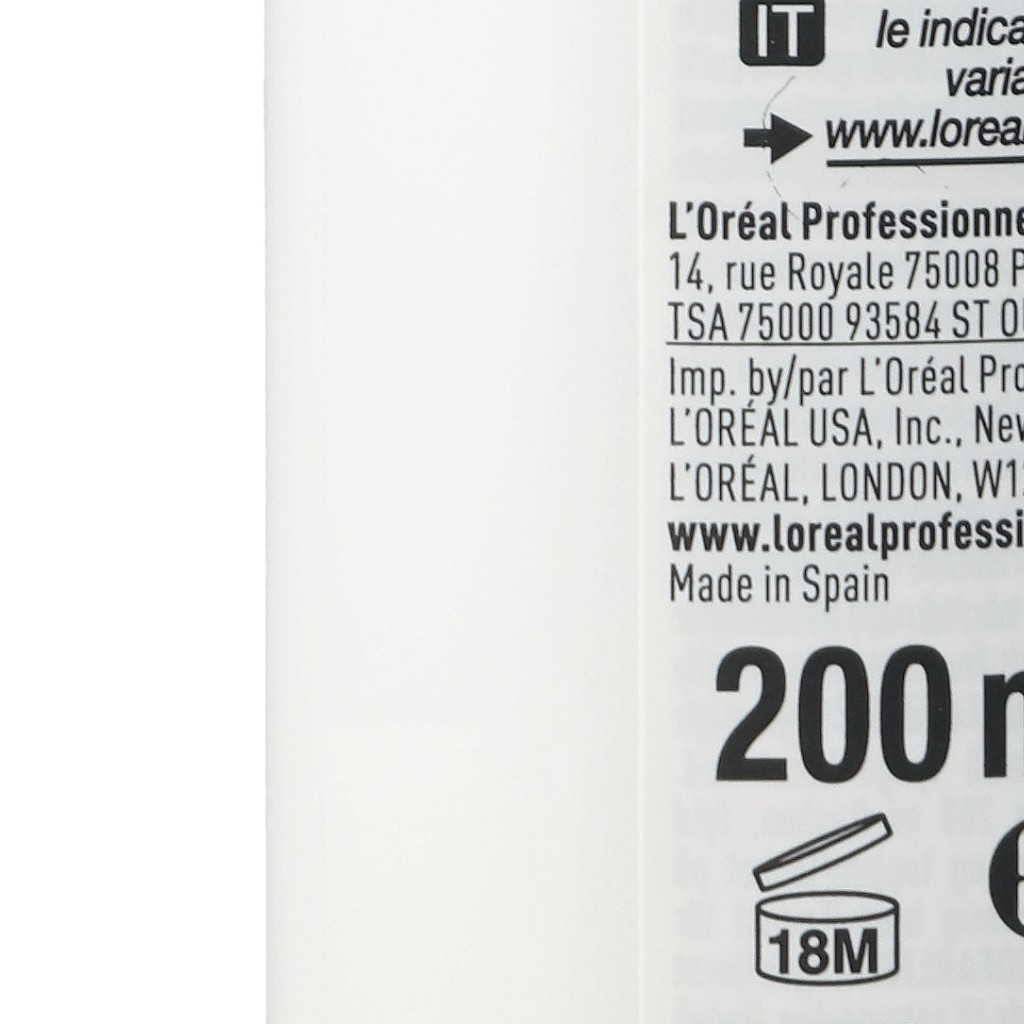 IT le indica
varia
www.lorea
L'Oréal Professionne
14, rue Royale 75008 P
TSA 75000 93584 ST O
Imp. by/par L'Oréal Pro
L'ORÉAL USA, Inc., New
L'ORÉAL, LONDON, W1
www.lorealprofessi
Made in Spain
200 m
e
18M